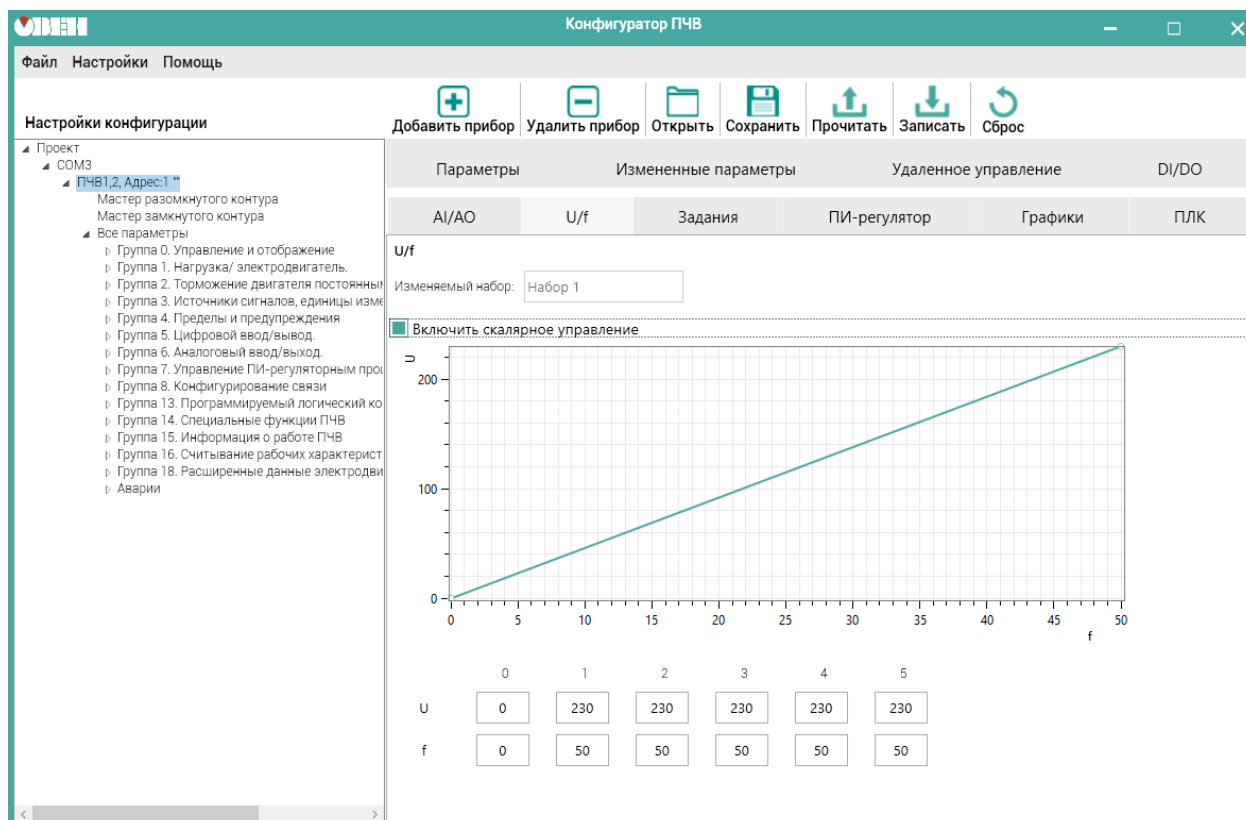 ОВЕН
Конфигуратор ПЧВ
Файл Настройки Помощь
Настройки конфигурации
Добавить прибор Удалить прибор Открыть Сохранить Прочитать Записать Сброс
Проект
COM3
ПЧВ1,2, Адрес:1 ""
Мастер разомкнутого контура
Мастер замкнутого контура
Все параметры
Группа 0. Управление и отображение
Группа 1. Нагрузка/ электродвигатель.
Группа 2. Торможение двигателя постоянным
Группа 3. Источники сигналов, единицы изме
Группа 4. Пределы и предупреждения
Группа 5. Цифровой ввод/вывод.
Группа 6. Аналоговый ввод/выход.
Группа 7. Управление ПИ-регуляторным проц
Группа 8. Конфигурирование связи
Группа 13. Программируемый логический ко
Группа 14. Специальные функции ПЧВ
Группа 15. Информация о работе ПЧВ
Группа 16. Считывание рабочих характерист
Группа 18. Расширенные данные электродви
Аварии
Параметры Измененные параметры Удаленное управление DI/DO
AI/AO U/f Задания ПИ-регулятор Графики ПЛК
U/f
Изменяемый набор: Набор 1
Включить скалярное управление
U
200
100
0
0 5 10 15 20 25 30 35 40 45 50
f
0 1 2 3 4 5
U 0 230 230 230 230 230
f 0 50 50 50 50 50